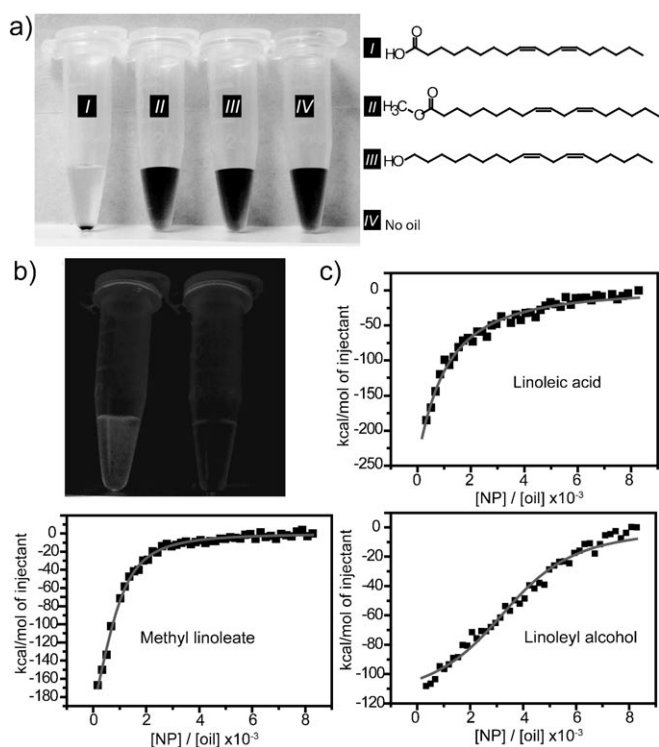 a)
I
II
III
IV
I
HO
O
II
H₃C
O
O
III
HO
IV No oil
b)
c)
kcal/mol of injectant
0
-50
-100
-150
-200
-250
Linoleic acid
0 2 4 6 8
[NP] / [oil] x10⁻³
kcal/mol of injectant
0
-20
-40
-60
-80
-100
-120
-140
-160
-180
Methyl linoleate
0 2 4 6 8
[NP] / [oil] x10⁻³
kcal/mol of injectant
0
-20
-40
-60
-80
-100
-120
Linoleyl alcohol
0 2 4 6 8
[NP] / [oil] x10⁻³